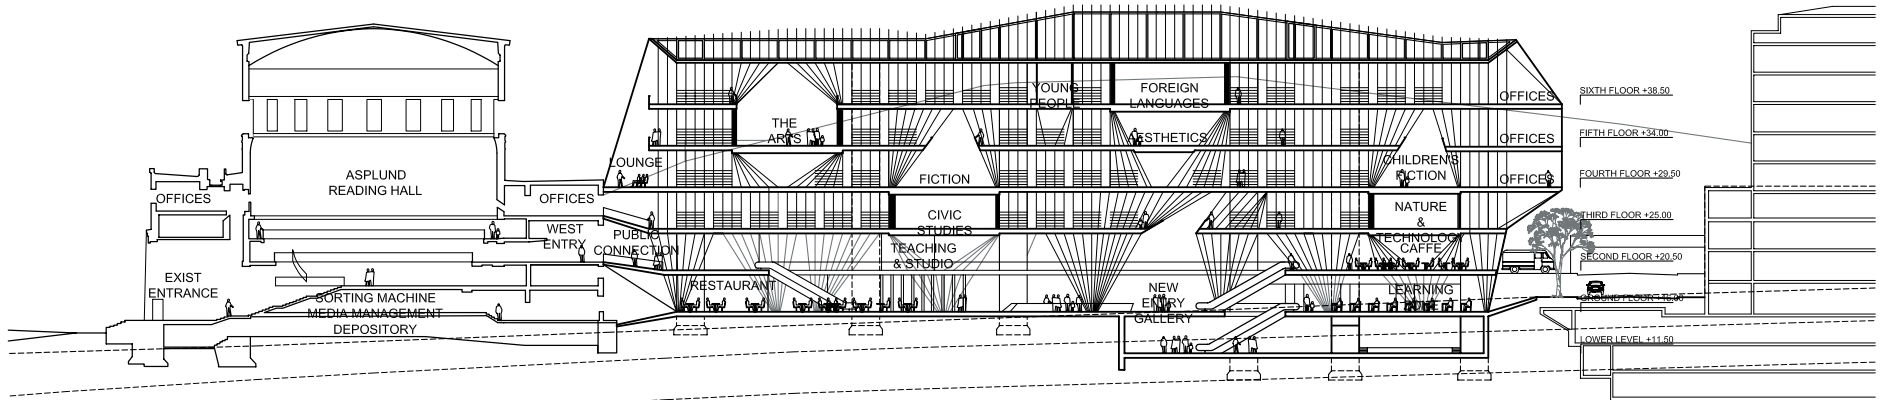 ASPLUND
READING HALL
OFFICES
OFFICES
WEST
ENTRY
PUBLIC
CONNECTION
EXIST
ENTRANCE
SORTING MACHINE
MEDIA MANAGEMENT
DEPOSITORY
LOUNGE
THE
ARTS
YOUNG
PEOPLE
FOREIGN
LANGUAGES
AESTHETICS
OFFICES
OFFICES
OFFICES
FICTION
CHILDREN'S
FICTION
CIVIC
STUDIES
NATURE
&
TECHNOLOGY
TEACHING
& STUDIO
CAFFE
RESTAURANT
NEW
ENTRY
GALLERY
LEARNING
SIXTH FLOOR +38.50
FIFTH FLOOR +34.00
FOURTH FLOOR +29.50
THIRD FLOOR +25.00
SECOND FLOOR +20.50
GROUND FLOOR
LOWER LEVEL +11.50